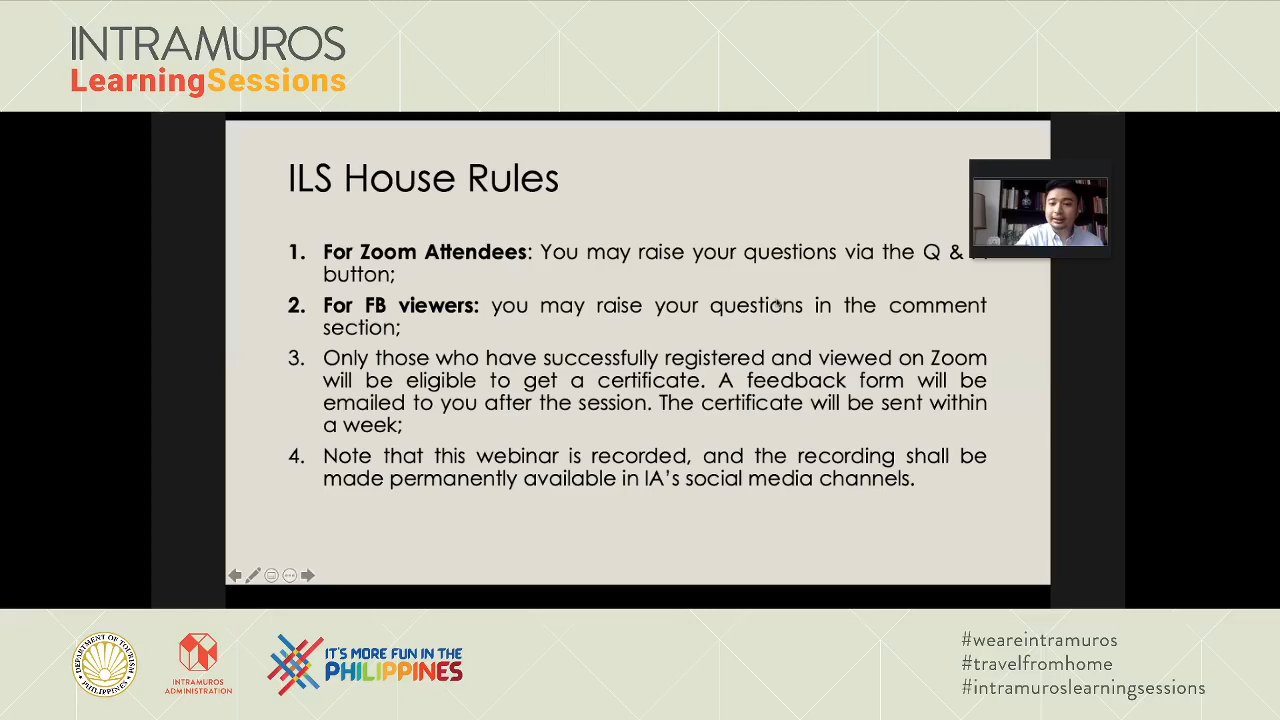 INTRAMUROS
LearningSessions
ILS House Rules
1. For Zoom Attendees: You may raise your questions via the Q &
button;
2. For FB viewers: you may raise your questions in the comment
section;
3. Only those who have successfully registered and viewed on Zoom
will be eligible to get a certificate. A feedback form will be
emailed to you after the session. The certificate will be sent within
a week;
4. Note that this webinar is recorded, and the recording shall be
made permanently available in IA's social media channels.
DEPARTMENT OF TOURISM
PHILIPPINES
INTRAMUROS
ADMINISTRATION
IT'S MORE FUN IN THE
PHILIPPINES
#weareintramuros
#travelfromhome
#intramuroslearningsessions